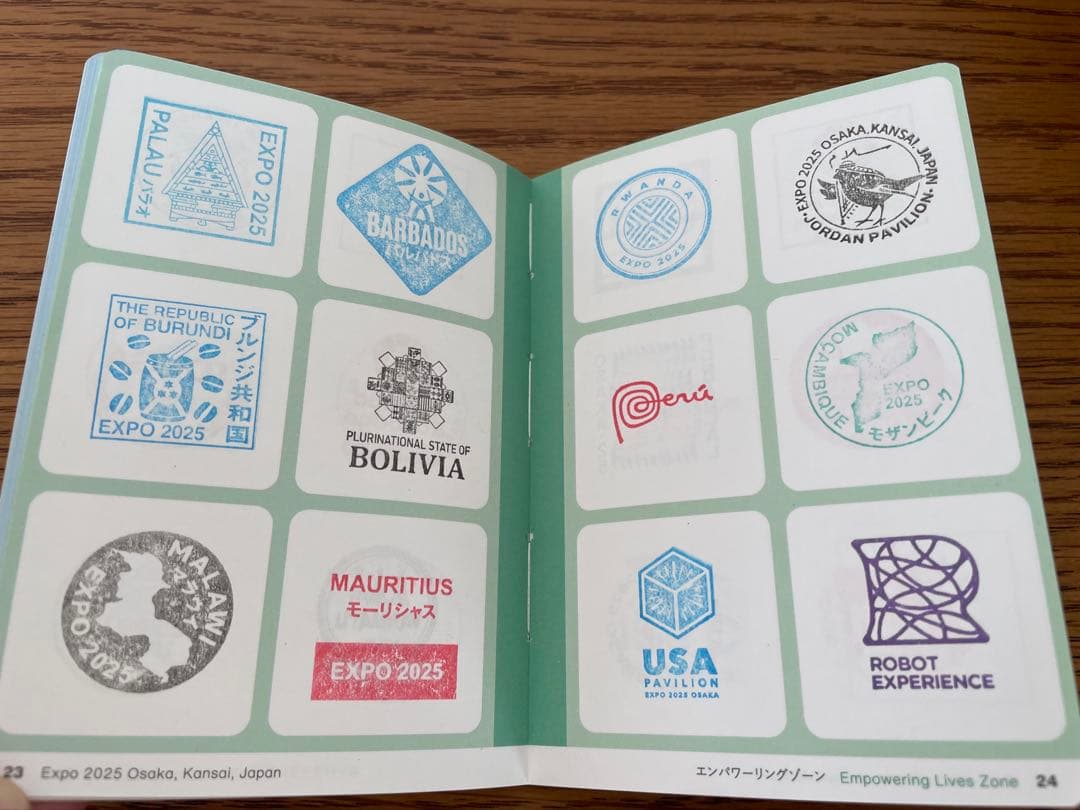 EXPO 2025
PALAU パラオ
BARBADOS
バルバドス
THE REPUBLIC
OF BURUNDI
ブルンジ共和国
EXPO 2025
PLURINATIONAL STATE OF
BOLIVIA
MALAWI
マラウイ
EXPO 2025
MAURITIUS
モーリシャス
EXPO 2025
23 Expo 2025 Osaka, Kansai, Japan
RWANDA
EXPO 2025
EXPO 2025 OSAKA, KANSAI, JAPAN
JORDAN PAVILION
Perú
MOÇAMBIQUE
EXPO
2025
モザンビーク
USA
PAVILION
EXPO 2025 OSAKA
ROBOT
EXPERIENCE
エンパワーリングゾーン Empowering Lives Zone 24